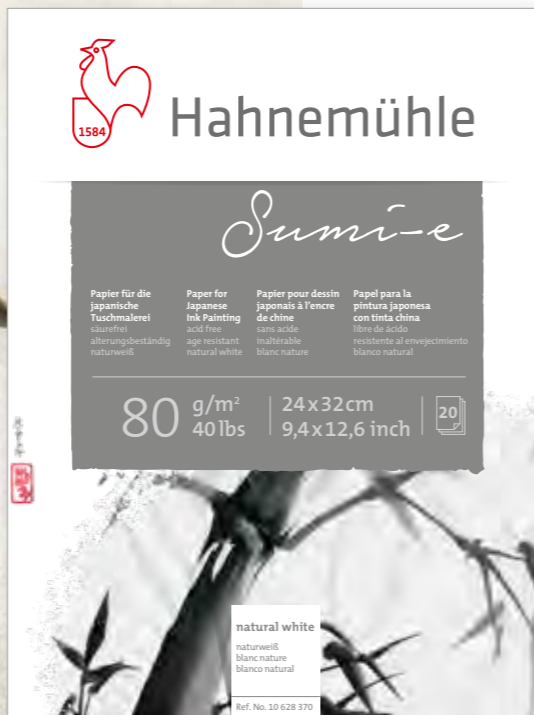 1584
Hahnemühle
Sumi-e
Papier für die
japanische
Tuschmalerei
säurefrei
alterungsbeständig
naturweiß
Paper for
Japanese
Ink Painting
acid free
age resistant
natural white
Papier pour dessin
japonais à l'encre
de chine
sans acide
inaltérable
blanc nature
Papel para la
pintura japonesa
con tinta china
libre de ácido
resistente al envejecimiento
blanco natural
80 g/m²
40 lbs
24 x 32 cm
9,4 x 12,6 inch
20
natural white
naturweiß
blanc nature
blanco natural
Ref. No. 10 628 370